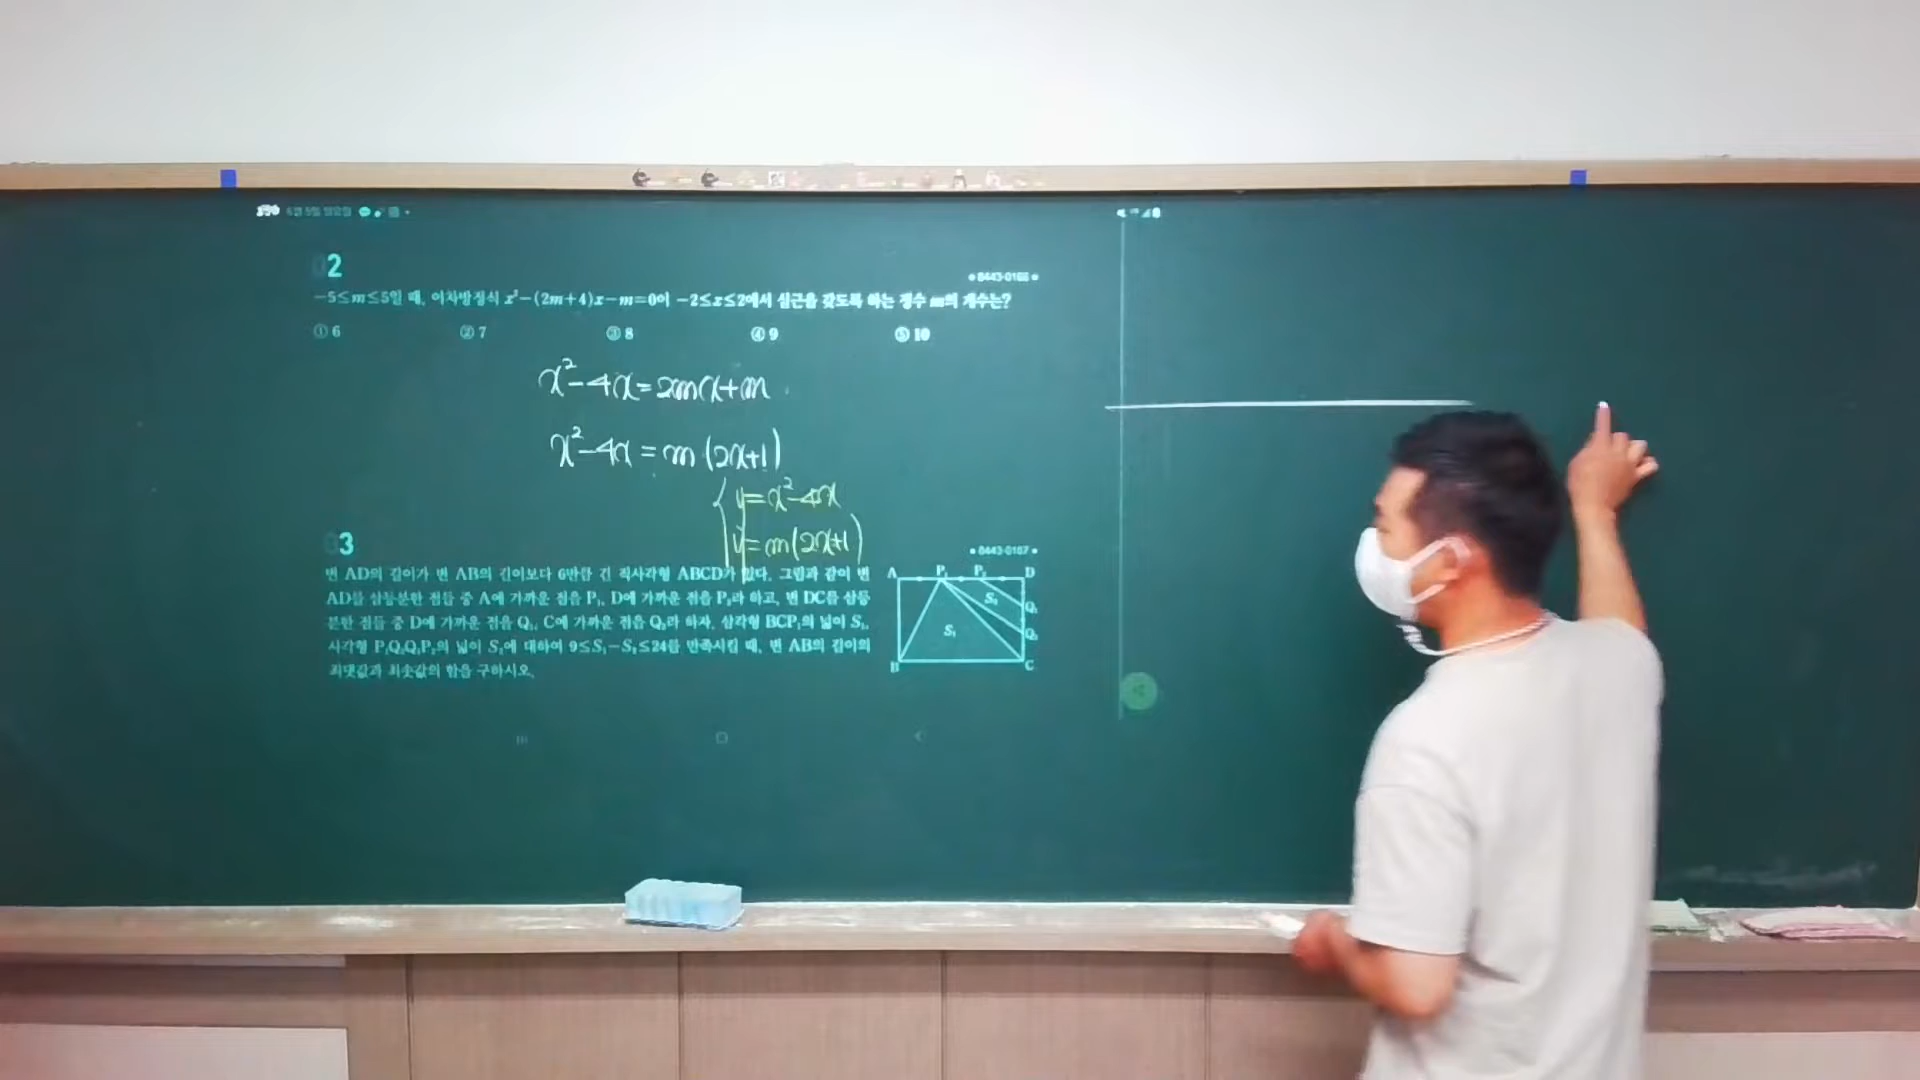 2
8443-0166
-5≤m≤5일 때, 이차방정식 x²-(2m+4)x-m=0이 -2≤x≤2에서 실근을 갖도록 하는 정수 m의 개수는?
① 6 ② 7 ③ 8 ④ 9 ⑤ 10
x²-4x=2mx+m
x²-4x=m(2x+1)
y=x²-4x
y=m(2x+1)
3
8443-0167
변 AD의 길이가 변 AB의 길이보다 6만큼 긴 직사각형 ABCD가 있다. 그림과 같이 변
AD를 삼등분한 점들 중 A에 가까운 점을 P₁, D에 가까운 점을 P₂라 하고, 변 DC를 삼등
분한 점들 중 D에 가까운 점을 Q₁, C에 가까운 점을 Q₂라 하자. 삼각형 BCP₁의 넓이 S₁,
사각형 P₁Q₂Q₁P₂의 넓이 S₂에 대하여 9≤S₁-S₂≤24를 만족시킬 때, 변 AB의 길이의
최댓값과 최솟값의 합을 구하시오.
A P₁ P₂ D
S₂ Q₁
S₁ Q₂
B C